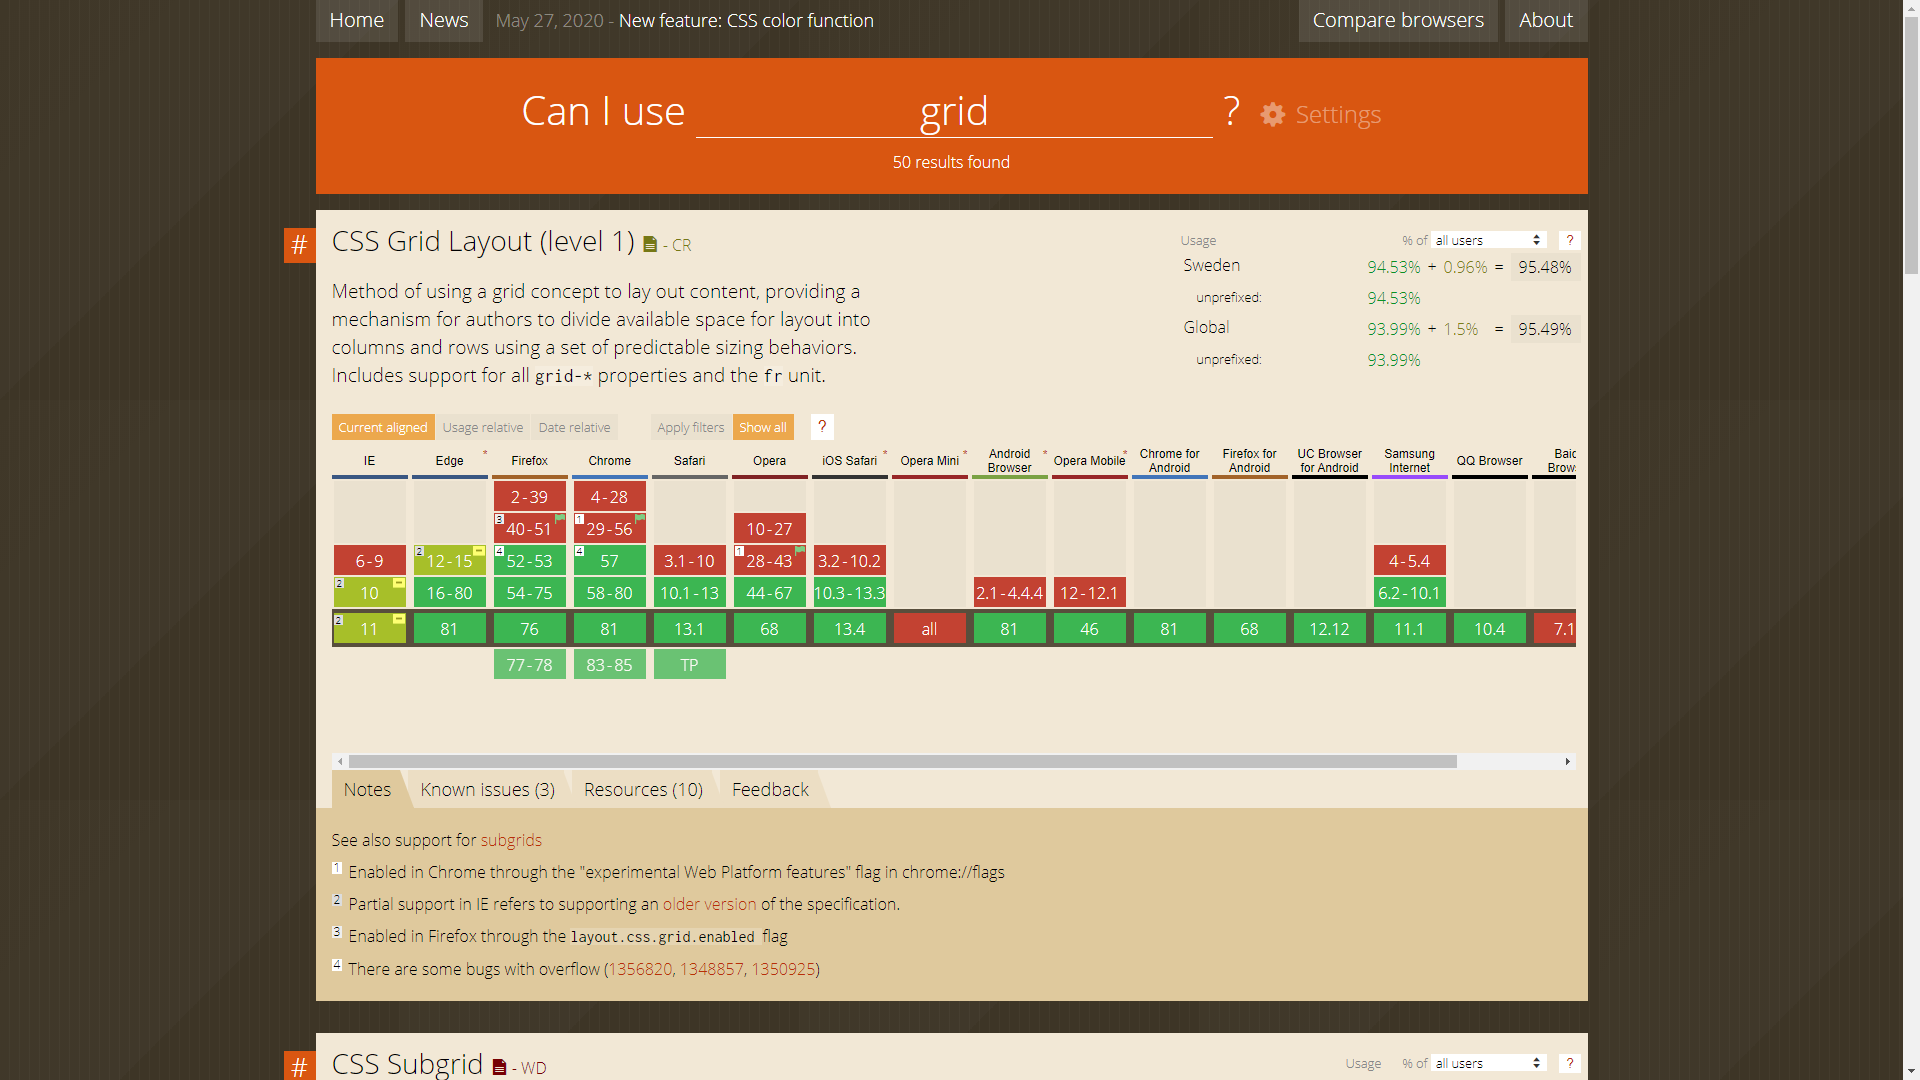 Home News May 27, 2020 - New feature: CSS color function Compare browsers About
Can I use grid ? Settings
50 results found
# CSS Grid Layout (level 1) - CR
Method of using a grid concept to lay out content, providing a
mechanism for authors to divide available space for layout into
columns and rows using a set of predictable sizing behaviors.
Includes support for all grid-* properties and the fr unit.
Usage % of all users ?
Sweden 94.53% + 0.96% = 95.48%
unprefixed: 94.53%
Global 93.99% + 1.5% = 95.49%
unprefixed: 93.99%
Current aligned Usage relative Date relative Apply filters Show all ?
IE Edge * Firefox Chrome Safari Opera iOS Safari * Opera Mini * Android Browser * Opera Mobile * Chrome for Android Firefox for Android UC Browser for Android Samsung Internet QQ Browser Baid Brows
2-39 4-28
3 40-51 1 29-56 10-27
6-9 2 12-15 4 52-53 4 57 3.1-10 1 28-43 3.2-10.2 4-5.4
2 10 16-80 54-75 58-80 10.1-13 44-67 10.3-13.3 2.1-4.4.4 12-12.1 6.2-10.1
2 11 81 76 81 13.1 68 13.4 all 81 46 81 68 12.12 11.1 10.4 7.1
77-78 83-85 TP
Notes Known issues (3) Resources (10) Feedback
See also support for subgrids
1 Enabled in Chrome through the "experimental Web Platform features" flag in chrome://flags
2 Partial support in IE refers to supporting an older version of the specification.
3 Enabled in Firefox through the layout.css.grid.enabled flag
4 There are some bugs with overflow (1356820, 1348857, 1350925)
# CSS Subgrid - WD Usage % of all users ?